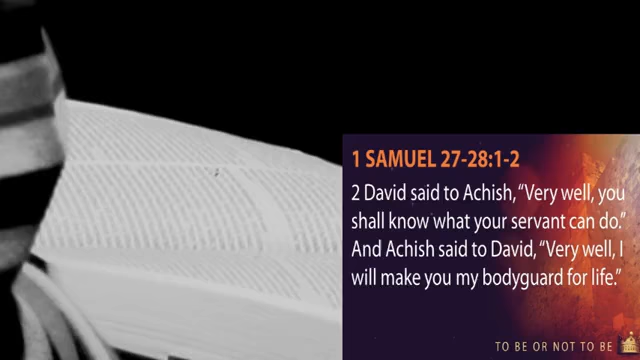 1 SAMUEL 27-28:1-2
2 David said to Achish, “Very well, you
shall know what your servant can do.”
And Achish said to David, “Very well, I
will make you my bodyguard for life.”
TO BE OR NOT TO BE